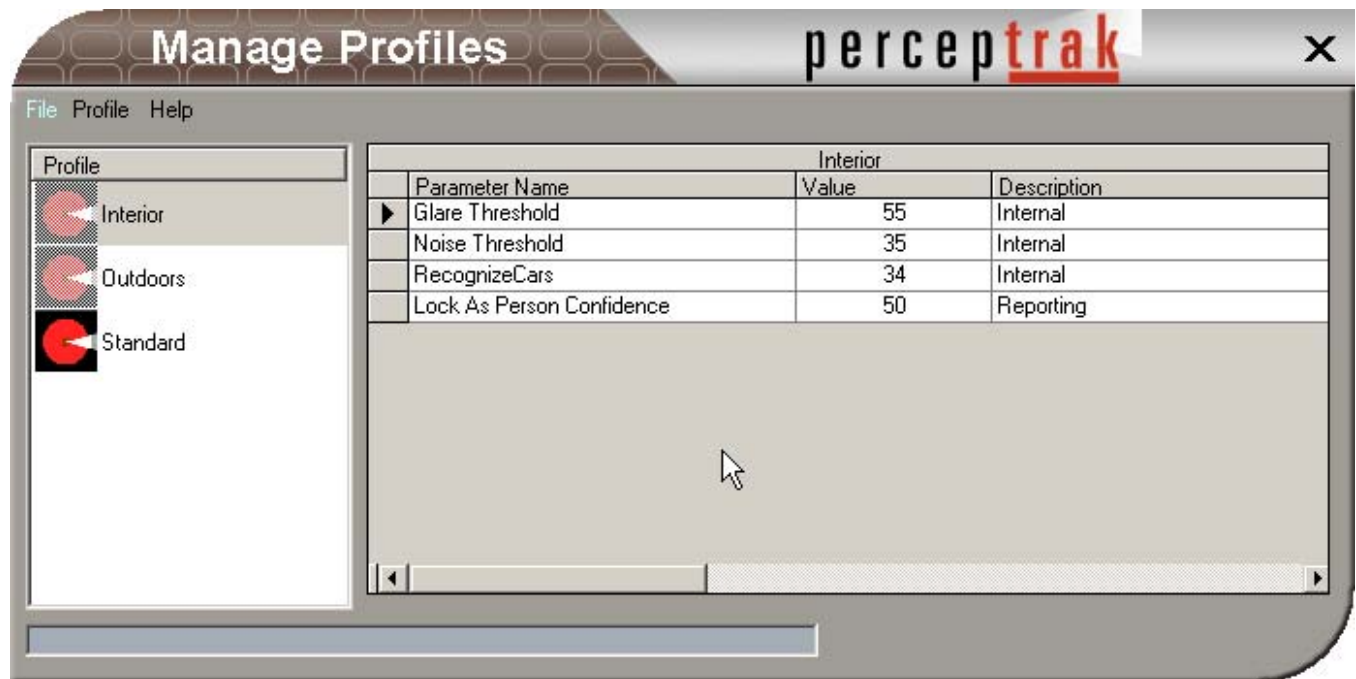 Manage Profiles
perceptrak
X
File Profile Help
Profile
Interior
Outdoors
Standard
Interior
Parameter Name Value Description
Glare Threshold 55 Internal
Noise Threshold 35 Internal
RecognizeCars 34 Internal
Lock As Person Confidence 50 Reporting